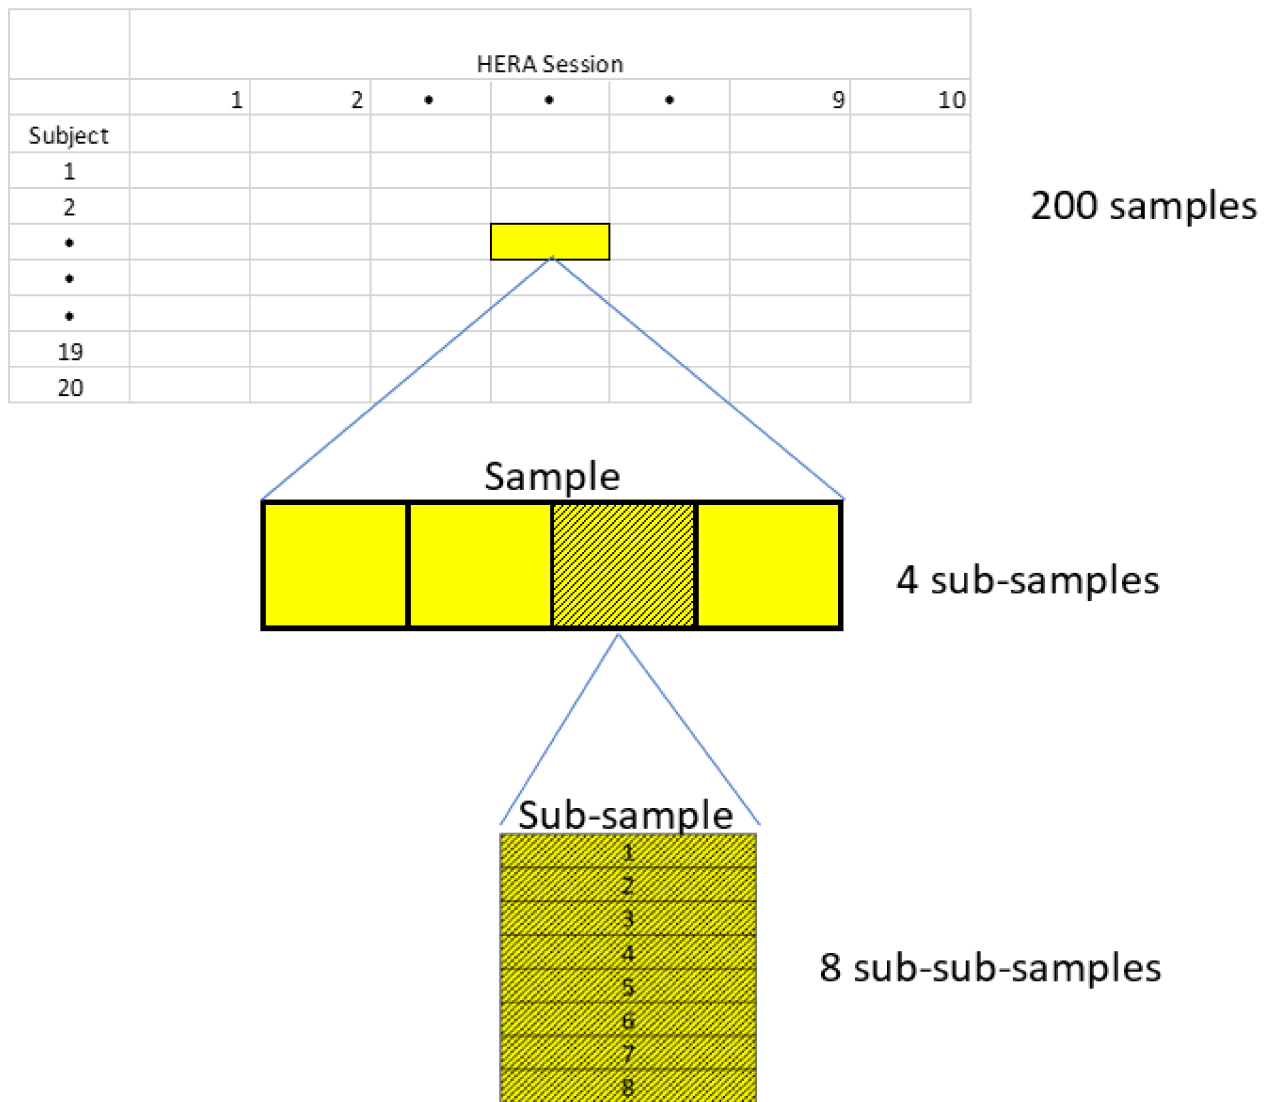 HERA Session
1 2 • • • 9 10
Subject
1
2
•
•
•
19
20
200 samples
Sample
4 sub-samples
Sub-sample
1
2
3
4
5
6
7
8
8 sub-sub-samples